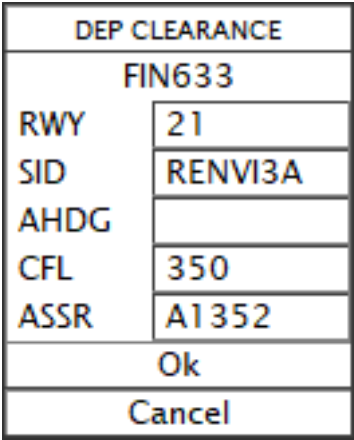 DEP CLEARANCE
FIN633
RWY 21
SID RENVI3A
AHDG
CFL 350
ASSR A1352
Ok
Cancel